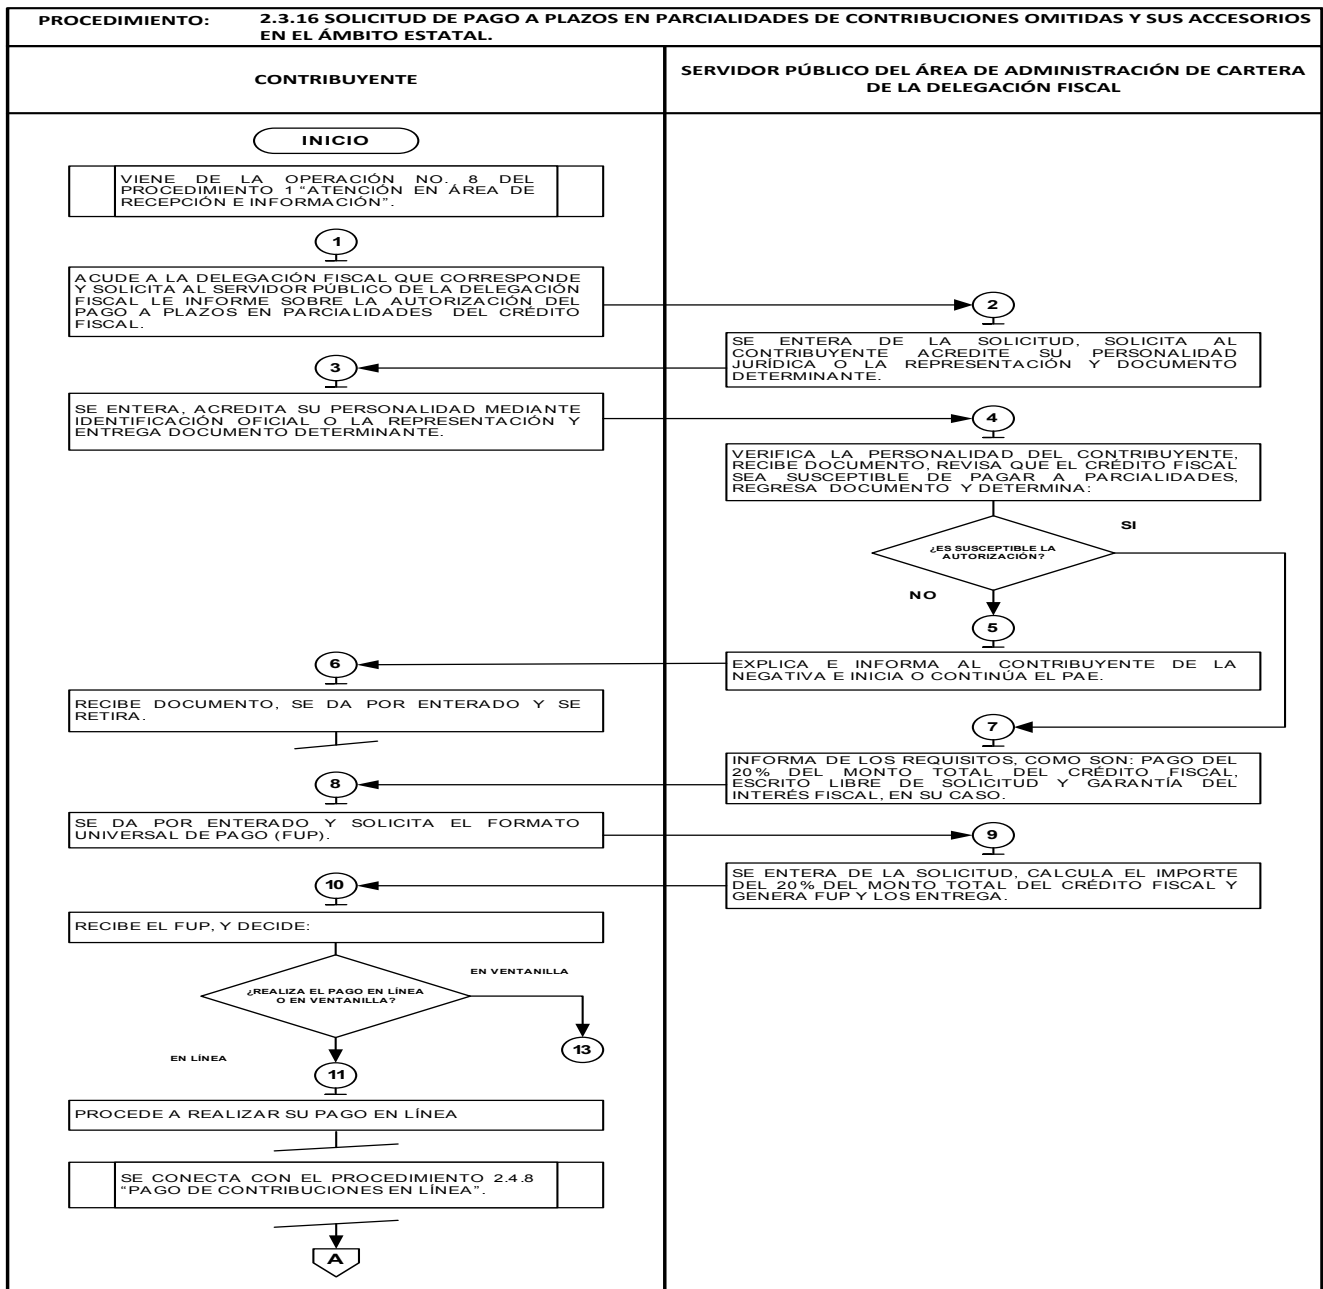 PROCEDIMIENTO: 2.3.16 SOLICITUD DE PAGO A PLAZOS EN PARCIALIDADES DE CONTRIBUCIONES OMITIDAS Y SUS ACCESORIOS
EN EL ÁMBITO ESTATAL.
CONTRIBUYENTE
SERVIDOR PÚBLICO DEL ÁREA DE ADMINISTRACIÓN DE CARTERA
DE LA DELEGACIÓN FISCAL
INICIO
VIENE DE LA OPERACIÓN NO. 8 DEL
PROCEDIMIENTO 1 "ATENCIÓN EN ÁREA DE
RECEPCIÓN E INFORMACIÓN".
1
ACUDE A LA DELEGACIÓN FISCAL QUE CORRESPONDE
Y SOLICITA AL SERVIDOR PÚBLICO DE LA DELEGACIÓN
FISCAL LE INFORME SOBRE LA AUTORIZACIÓN DEL
PAGO A PLAZOS EN PARCIALIDADES DEL CRÉDITO
FISCAL.
2
SE ENTERA DE LA SOLICITUD, SOLICITA AL
CONTRIBUYENTE ACREDITE SU PERSONALIDAD
JURÍDICA O LA REPRESENTACIÓN Y DOCUMENTO
DETERMINANTE.
3
SE ENTERA, ACREDITA SU PERSONALIDAD MEDIANTE
IDENTIFICACIÓN OFICIAL O LA REPRESENTACIÓN Y
ENTREGA DOCUMENTO DETERMINANTE.
4
VERIFICA LA PERSONALIDAD DEL CONTRIBUYENTE,
RECIBE DOCUMENTO, REVISA QUE EL CRÉDITO FISCAL
SEA SUSCEPTIBLE DE PAGAR A PARCIALIDADES,
REGRESA DOCUMENTO Y DETERMINA:
SI
¿ES SUSCEPTIBLE LA
AUTORIZACIÓN?
NO
5
EXPLICA E INFORMA AL CONTRIBUYENTE DE LA
NEGATIVA E INICIA O CONTINÚA EL PAE.
6
RECIBE DOCUMENTO, SE DA POR ENTERADO Y SE
RETIRA.
7
INFORMA DE LOS REQUISITOS, COMO SON: PAGO DEL
20% DEL MONTO TOTAL DEL CRÉDITO FISCAL,
ESCRITO LIBRE DE SOLICITUD Y GARANTÍA DEL
INTERÉS FISCAL, EN SU CASO.
8
SE DA POR ENTERADO Y SOLICITA EL FORMATO
UNIVERSAL DE PAGO (FUP).
9
SE ENTERA DE LA SOLICITUD, CALCULA EL IMPORTE
DEL 20% DEL MONTO TOTAL DEL CRÉDITO FISCAL Y
GENERA FUP Y LOS ENTREGA.
10
RECIBE EL FUP, Y DECIDE:
EN VENTANILLA
¿REALIZA EL PAGO EN LÍNEA
O EN VENTANILLA?
13
EN LÍNEA
11
PROCEDE A REALIZAR SU PAGO EN LÍNEA
SE CONECTA CON EL PROCEDIMIENTO 2.4.8
"PAGO DE CONTRIBUCIONES EN LÍNEA".
A